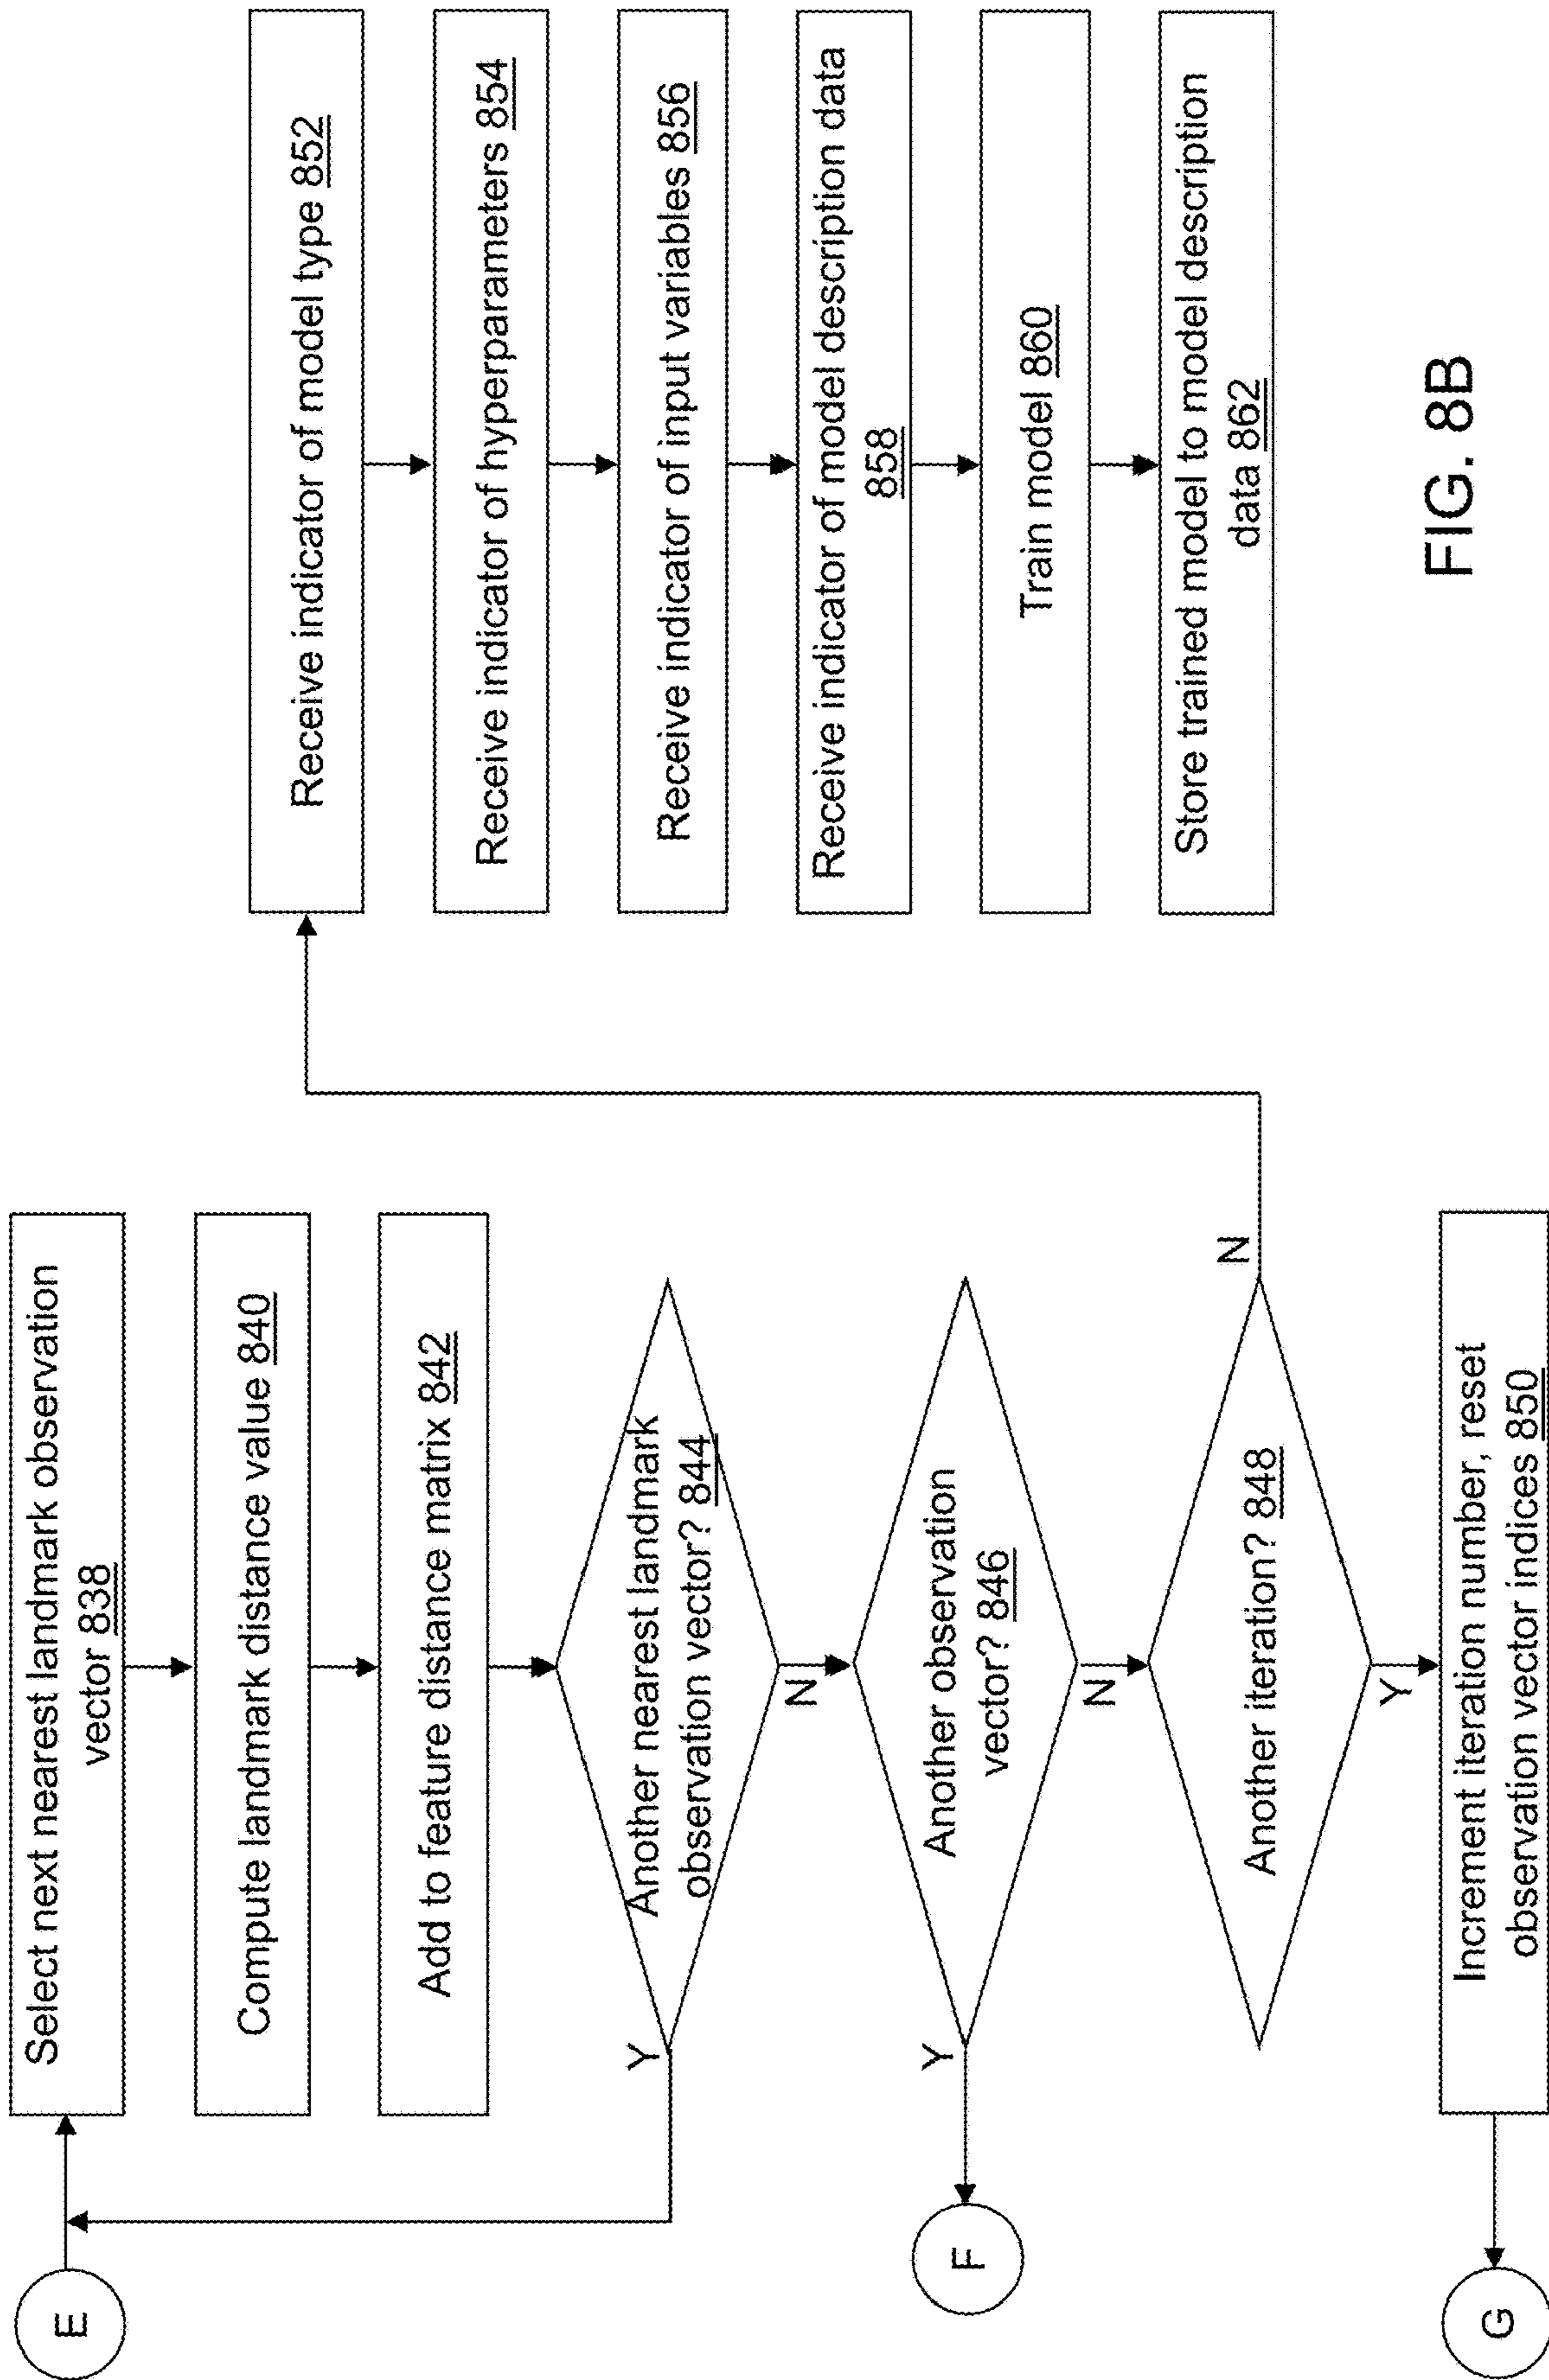 E
Select next nearest landmark observation
vector 838
Compute landmark distance value 840
Add to feature distance matrix 842
Another nearest landmark
observation vector? 844
Y
N
Another observation
vector? 846
Y
F
N
Another iteration? 848
N
Y
Increment iteration number, reset
observation vector indices 850
G
Receive indicator of model type 852
Receive indicator of hyperparameters 854
Receive indicator of input variables 856
Receive indicator of model description data
858
Train model 860
Store trained model to model description
data 862
FIG. 8B